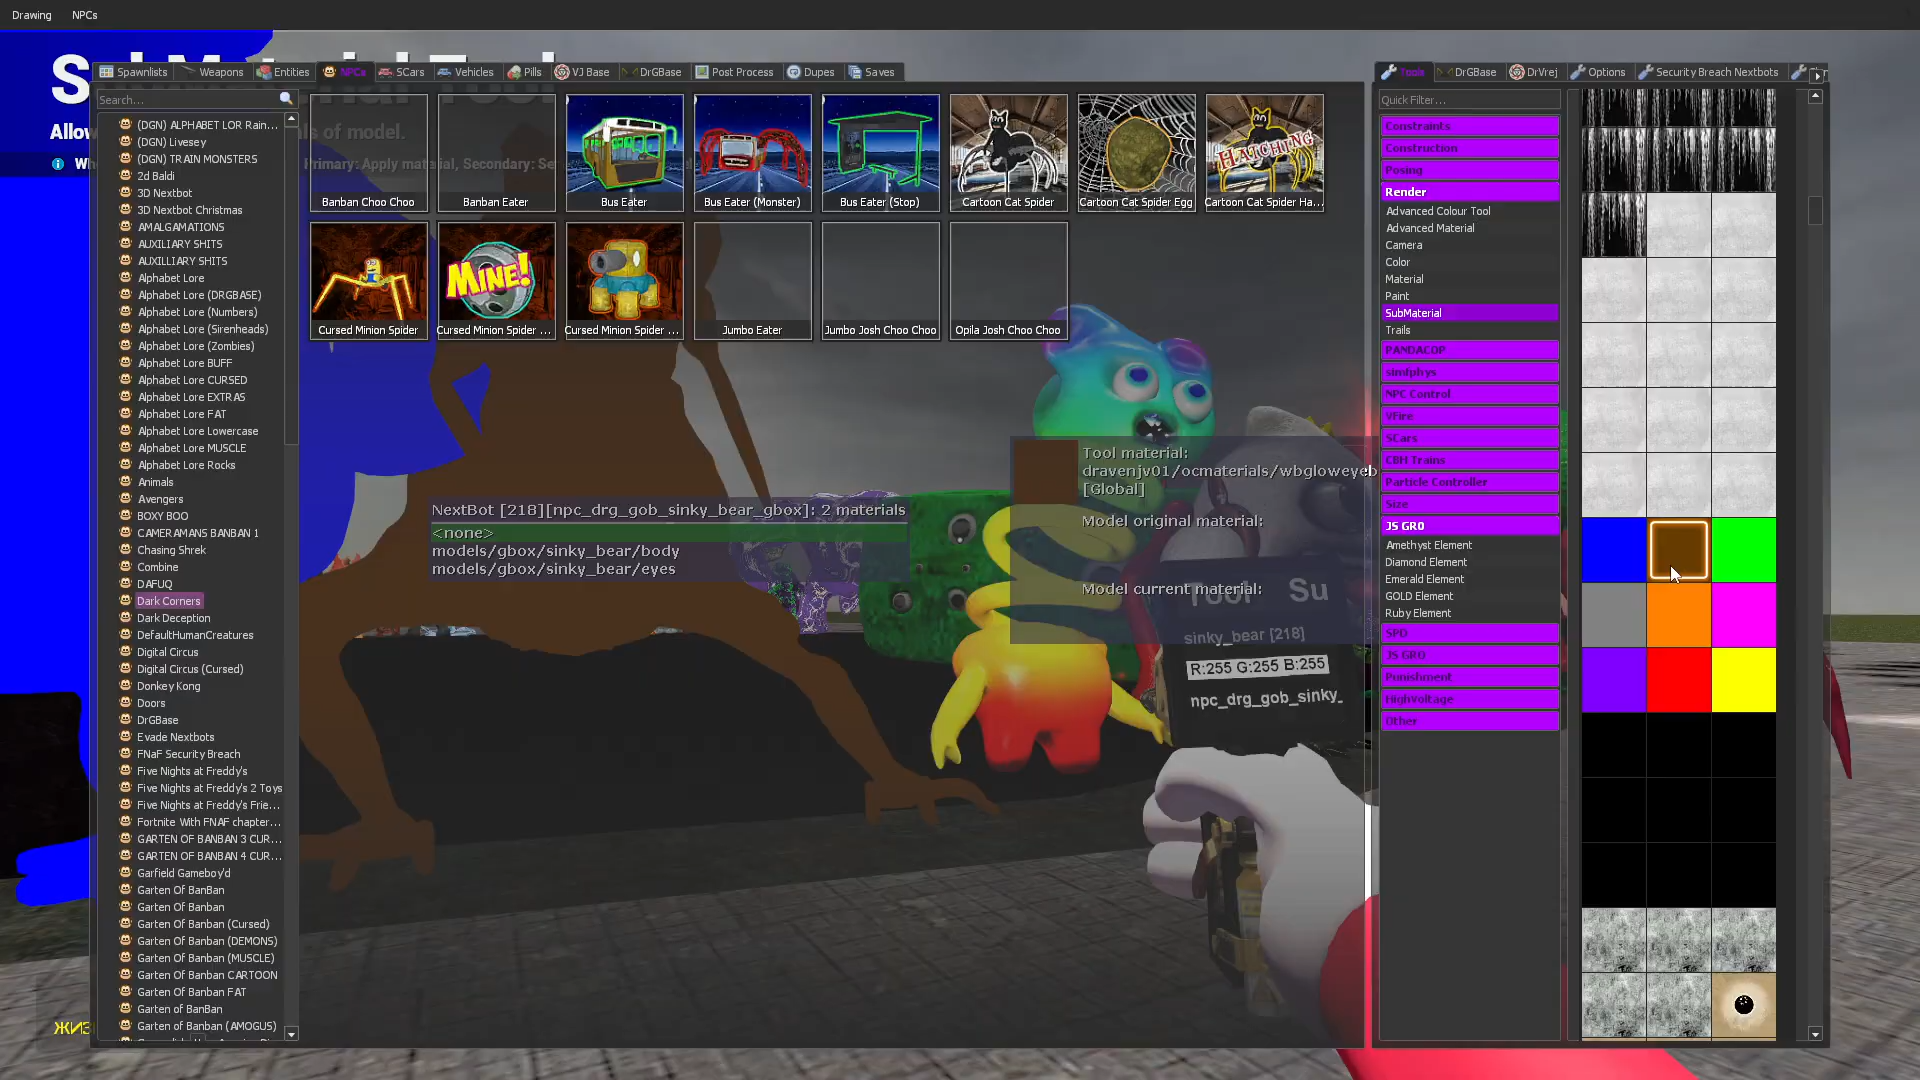 Drawing
NPCs
Spawnlists
Weapons
Entities
NPCs
SCars
Vehicles
Pills
VJ Base
DrGBase
Post Process
Dupes
Saves
Search...
(DGN) ALPHABET LOR Rain...
(DGN) Livesey
(DGN) TRAIN MONSTERS
2d Baldi
3D Nextbot
3D Nextbot Christmas
AMALGAMATIONS
AUXILIARY SHITS
AUXILLIARY SHITS
Alphabet Lore
Alphabet Lore (DRGBASE)
Alphabet Lore (Numbers)
Alphabet Lore (Sirenheads)
Alphabet Lore (Zombies)
Alphabet Lore BUFF
Alphabet Lore CURSED
Alphabet Lore EXTRAS
Alphabet Lore FAT
Alphabet Lore Lowercase
Alphabet Lore MUSCLE
Alphabet Lore Rocks
Animals
Avengers
BOXY BOO
CAMERAMANS BANBAN 1
Chasing Shrek
Combine
DAFUQ
Dark Corners
Dark Deception
DefaultHumanCreatures
Digital Circus
Digital Circus (Cursed)
Donkey Kong
Doors
DrGBase
Evade Nextbots
FNaF Security Breach
Five Nights at Freddy's
Five Nights at Freddy's 2 Toys
Five Nights at Freddy's Frie...
Fortnite With FNAF chapter...
GARTEN OF BANBAN 3 CUR...
GARTEN OF BANBAN 4 CUR...
Garfield Gameboy'd
Garten Of BanBan
Garten Of Banban
Garten Of Banban (Cursed)
Garten Of Banban (DEMONS)
Garten Of Banban (MUSCLE)
Garten Of Banban CARTOON
Garten Of Banban FAT
Garten of BanBan
Garten of Banban (AMOGUS)
Allow
s of model.
Wh
Primary: Apply material, Secondary: Se
Banban Choo Choo
Banban Eater
Bus Eater
Bus Eater (Monster)
Bus Eater (Stop)
Cartoon Cat Spider
Cartoon Cat Spider Egg
HATCHING
Cartoon Cat Spider Ha...
Cursed Minion Spider
MINE!
Cursed Minion Spider ...
Cursed Minion Spider ...
Jumbo Eater
Jumbo Josh Choo Choo
Opila Josh Choo Choo
NextBot [218][npc_drg_gob_sinky_bear_gbox]: 2 materials
<none>
models/gbox/sinky_bear/body
models/gbox/sinky_bear/eyes
Tool material:
dravenjv01/ocmaterials/wbgloweyeb
[Global]
Model original material:
Model current material:
Tool Su
sinky_bear [218]
R:255 G:255 B:255
npc_drg_gob_sinky_
Tools
DrGBase
DrVrej
Options
Security Breach Nextbots
Quick Filter...
Constraints
Construction
Posing
Render
Advanced Colour Tool
Advanced Material
Camera
Color
Material
Paint
SubMaterial
Trails
PANDACOP
simfphys
NPC Control
VFire
SCars
CBH Trains
Particle Controller
Size
JS GRO
Amethyst Element
Diamond Element
Emerald Element
GOLD Element
Ruby Element
SPD
JS GRO
Punishment
HighVoltage
Other
ЖИЗ